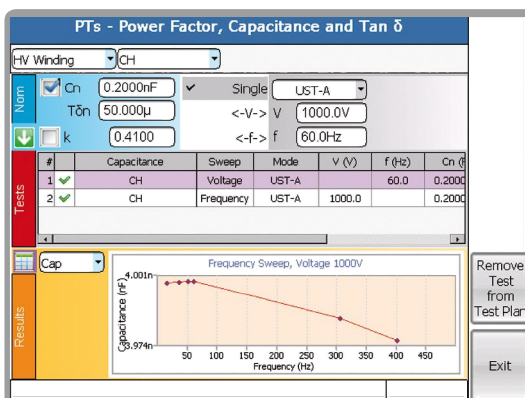 PTs - Power Factor, Capacitance and Tan δ
HV Winding CH
Nom
Cn 0.2000nF Single UST-A
Tδn 50.000µ <-V-> V 1000.0V
k 0.4100 <-f-> f 60.0Hz
Tests
# Capacitance Sweep Mode V (V) f (Hz) Cn (F
1 CH Voltage UST-A 60.0 0.2000
2 CH Frequency UST-A 1000.0 0.2000
Results
Cap
Frequency Sweep, Voltage 1000V
4.001n
Capacitance (nF)
3.974n
50 100 150 200 250 300 350 400 450
Frequency (Hz)
Remove
Test
from
Test Plan
Exit